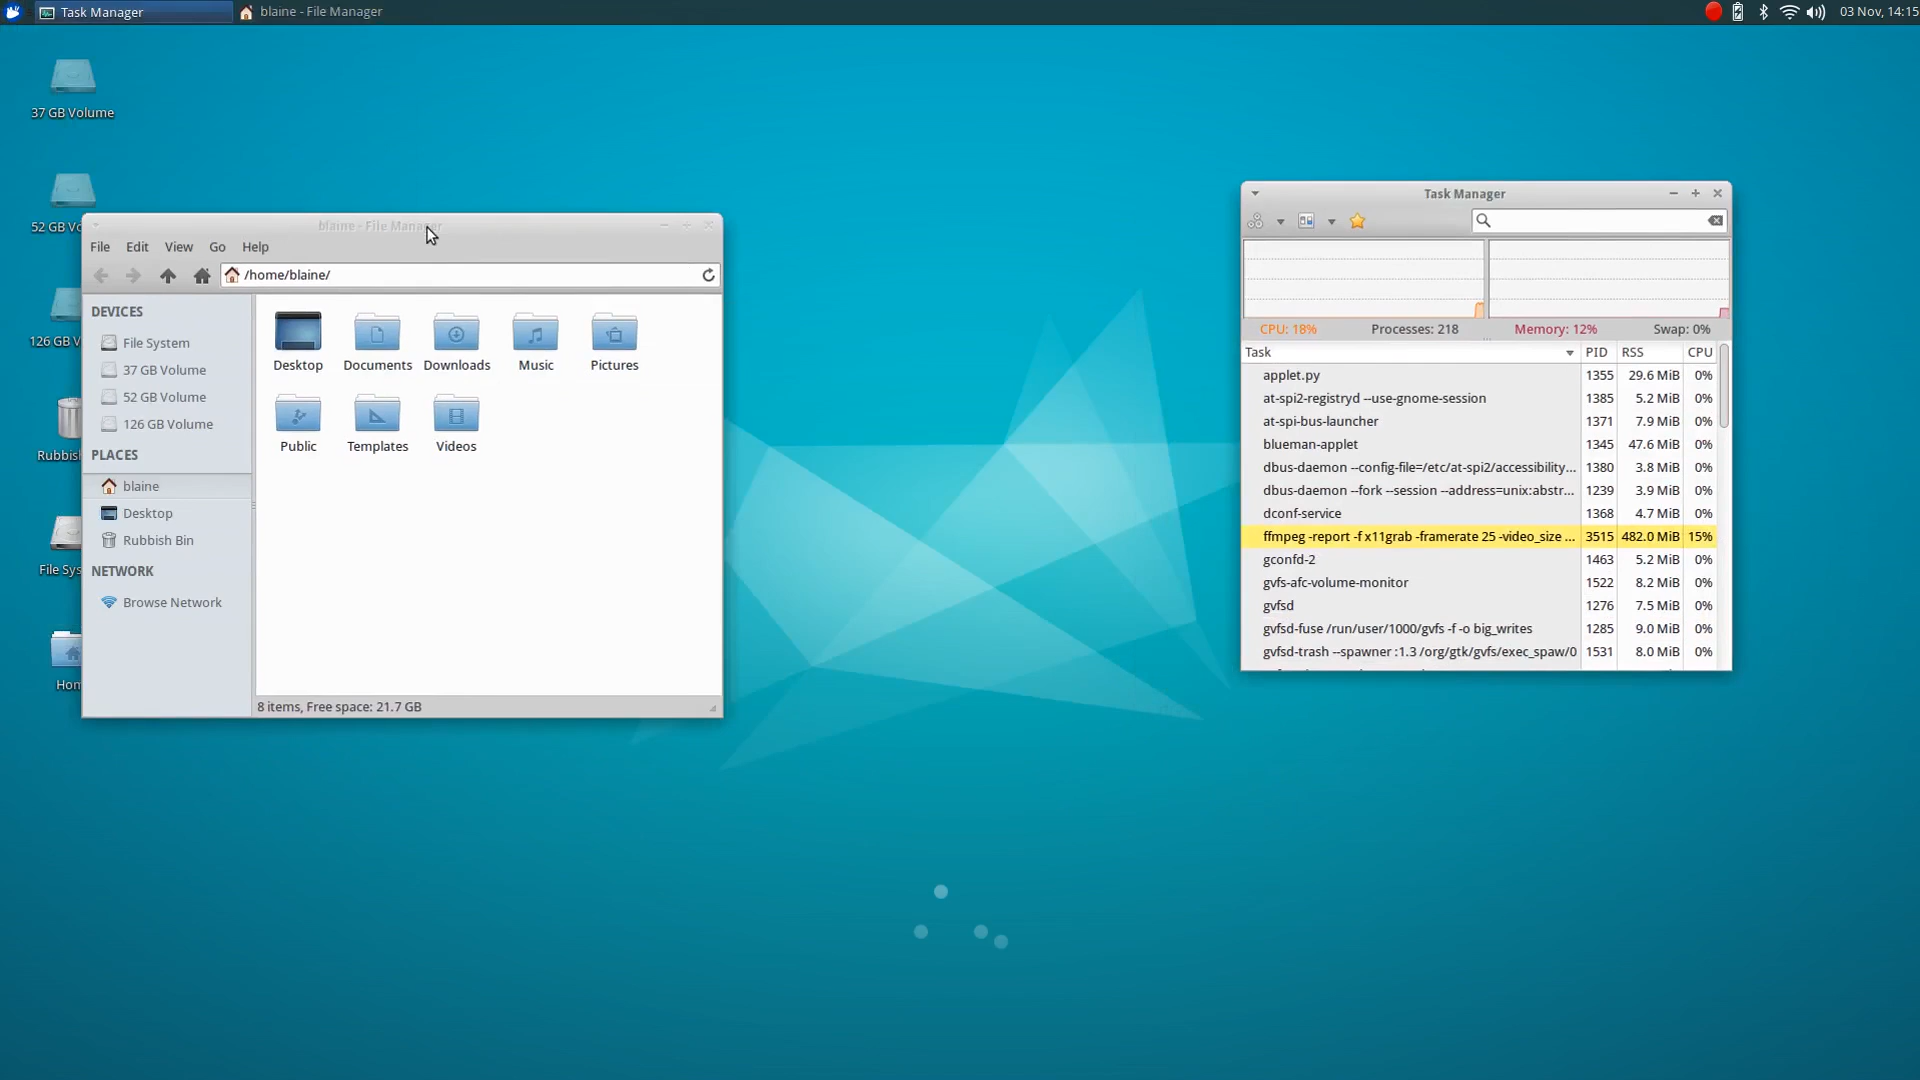 Task Manager
blaine - File Manager
03 Nov, 14:15
37 GB Volume
52 GB V
126 GB V
Rubbish
File Sys
Hom
blaine - File Manager
File Edit View Go Help
/home/blaine/
DEVICES
File System
37 GB Volume
52 GB Volume
126 GB Volume
PLACES
blaine
Desktop
Rubbish Bin
NETWORK
Browse Network
Desktop Documents Downloads Music Pictures
Public Templates Videos
8 items, Free space: 21.7 GB
Task Manager
CPU: 18% Processes: 218 Memory: 12% Swap: 0%
Task PID RSS CPU
applet.py 1355 29.6 MiB 0%
at-spi2-registryd --use-gnome-session 1385 5.2 MiB 0%
at-spi-bus-launcher 1371 7.9 MiB 0%
blueman-applet 1345 47.6 MiB 0%
dbus-daemon --config-file=/etc/at-spi2/accessibility... 1380 3.8 MiB 0%
dbus-daemon --fork --session --address=unix:abstr... 1239 3.9 MiB 0%
dconf-service 1368 4.7 MiB 0%
ffmpeg -report -f x11grab -framerate 25 -video_size ... 3515 482.0 MiB 15%
gconfd-2 1463 5.2 MiB 0%
gvfs-afc-volume-monitor 1522 8.2 MiB 0%
gvfsd 1276 7.5 MiB 0%
gvfsd-fuse /run/user/1000/gvfs -f -o big_writes 1285 9.0 MiB 0%
gvfsd-trash --spawner :1.3 /org/gtk/gvfs/exec_spaw/0 1531 8.0 MiB 0%